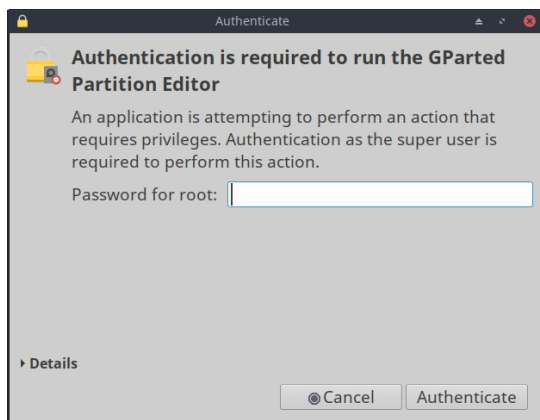 Authenticate
Authentication is required to run the GParted
Partition Editor
An application is attempting to perform an action that
requires privileges. Authentication as the super user is
required to perform this action.
Password for root:
Details
Cancel Authenticate